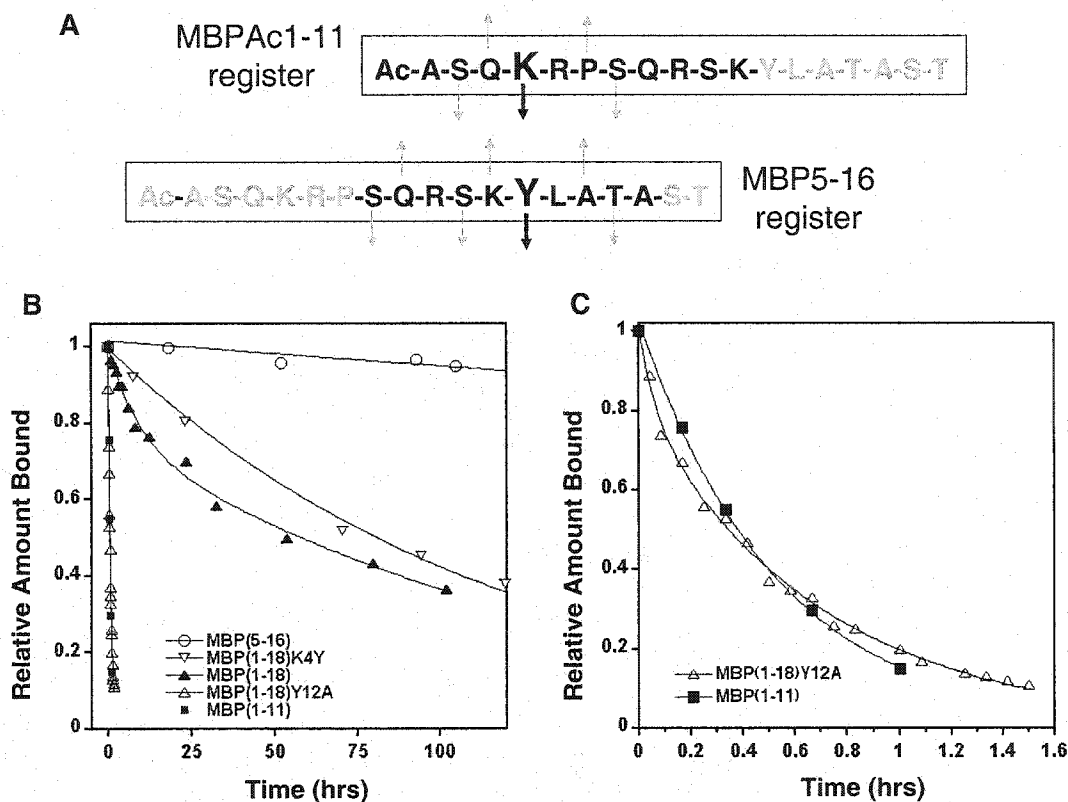 A
MBPAc1-11
register
Ac-A-S-Q-K-R-P-S-Q-R-S-K-Y-L-A-T-A-S-T
Ac-A-S-Q-K-R-P-S-Q-R-S-K-Y-L-A-T-A-S-T
MBP5-16
register
B
Relative Amount Bound
1
0.8
0.6
0.4
0.2
0
0
25
50
75
100
Time (hrs)
MBP(5-16)
MBP(1-18)K4Y
MBP(1-18)
MBP(1-18)Y12A
MBP(1-11)
C
Relative Amount Bound
1
0.8
0.6
0.4
0.2
0
0
0.2
0.4
0.6
0.8
1
1.2
1.4
1.6
Time (hrs)
MBP(1-18)Y12A
MBP(1-11)